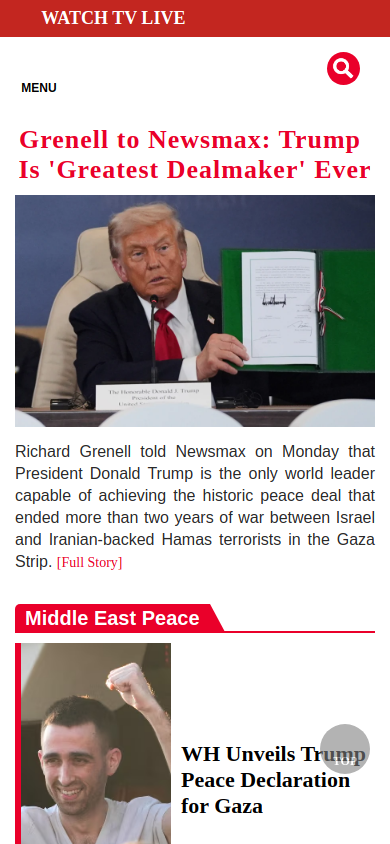 WATCH TV LIVE
MENU
Grenell to Newsmax: Trump
Is 'Greatest Dealmaker' Ever
The Honorable Donald J. Trump
President of the
United States
Richard Grenell told Newsmax on Monday that
President Donald Trump is the only world leader
capable of achieving the historic peace deal that
ended more than two years of war between Israel
and Iranian-backed Hamas terrorists in the Gaza
Strip. [Full Story]
Middle East Peace
WH Unveils Trump
Peace Declaration
for Gaza
TOP